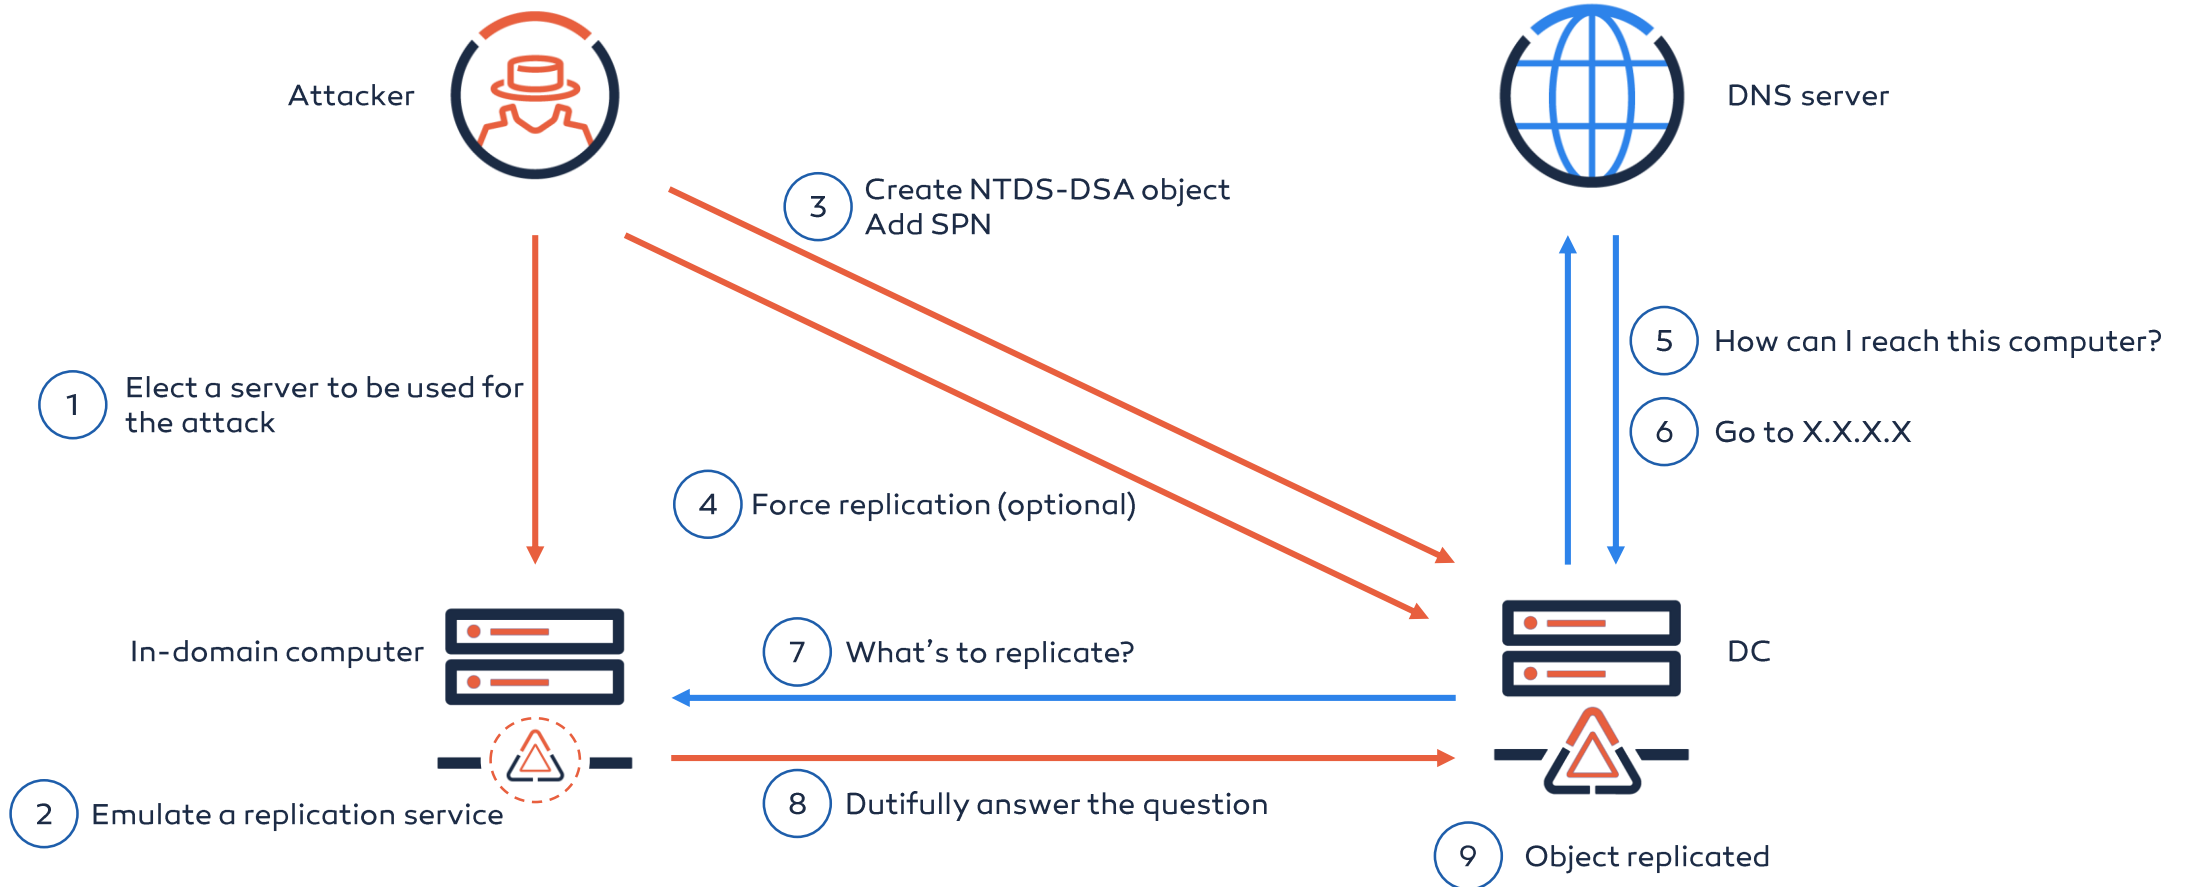 Attacker
DNS server
3
Create NTDS-DSA object
Add SPN
5
How can I reach this computer?
1
Elect a server to be used for
the attack
6
Go to X.X.X.X
4
Force replication (optional)
In-domain computer
7
What's to replicate?
DC
2
Emulate a replication service
8
Dutifully answer the question
9
Object replicated